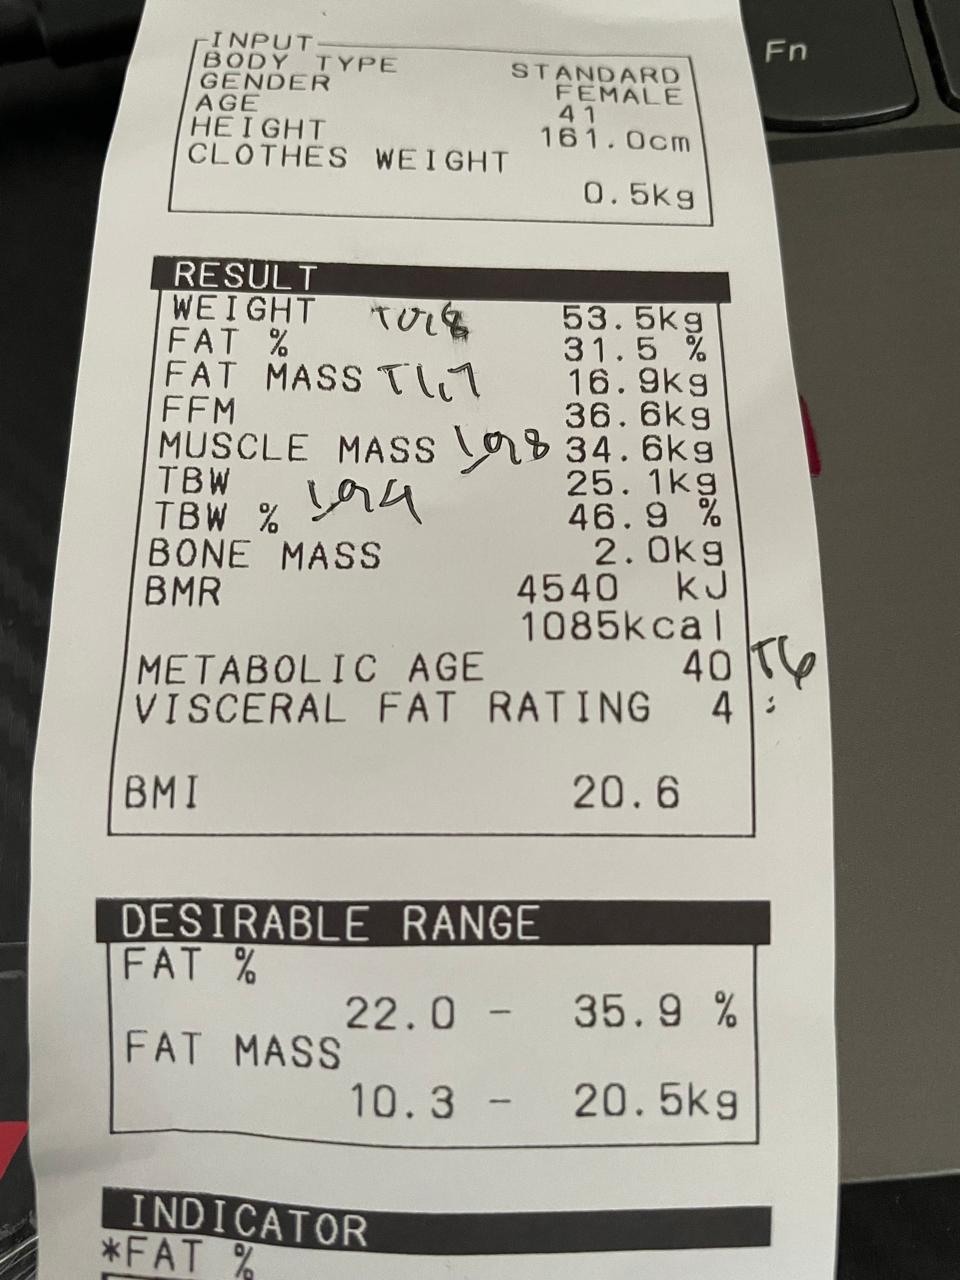 Fn
INPUT
BODY TYPE STANDARD
GENDER FEMALE
AGE 41
HEIGHT 161.0cm
CLOTHES WEIGHT
0.5kg
RESULT
WEIGHT 53.5kg
FAT % 31.5 %
FAT MASS 16.9kg
FFM 36.6kg
MUSCLE MASS 34.6kg
TBW 25.1kg
TBW % 46.9 %
BONE MASS 2.0kg
BMR 4540 kJ
1085kcal
METABOLIC AGE 40 T6
VISCERAL FAT RATING 4
BMI 20.6
DESIRABLE RANGE
FAT %
22.0 - 35.9 %
FAT MASS
10.3 - 20.5kg
INDICATOR
*FAT %